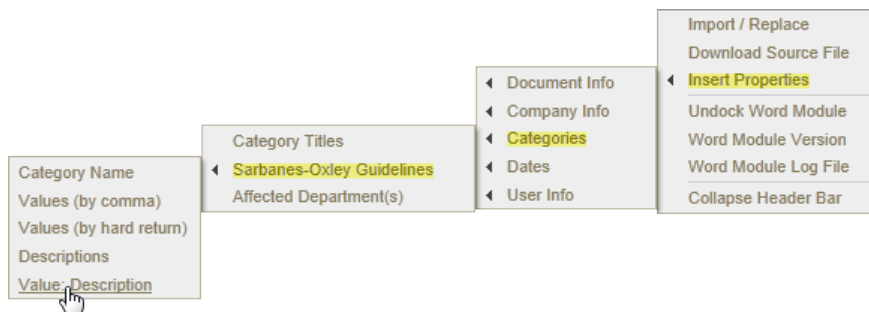 Import / Replace
Download Source File
Insert Properties
Undock Word Module
Word Module Version
Word Module Log File
Collapse Header Bar
Document Info
Company Info
Categories
Dates
User Info
Category Titles
Sarbanes-Oxley Guidelines
Affected Department(s)
Category Name
Values (by comma)
Values (by hard return)
Descriptions
Value: Description